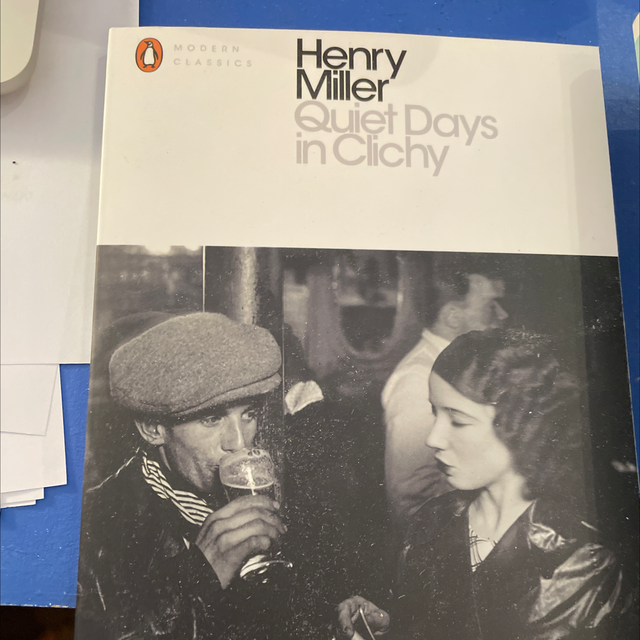 MODERN
CLASSICS
Henry
Miller
Quiet Days
in Clichy